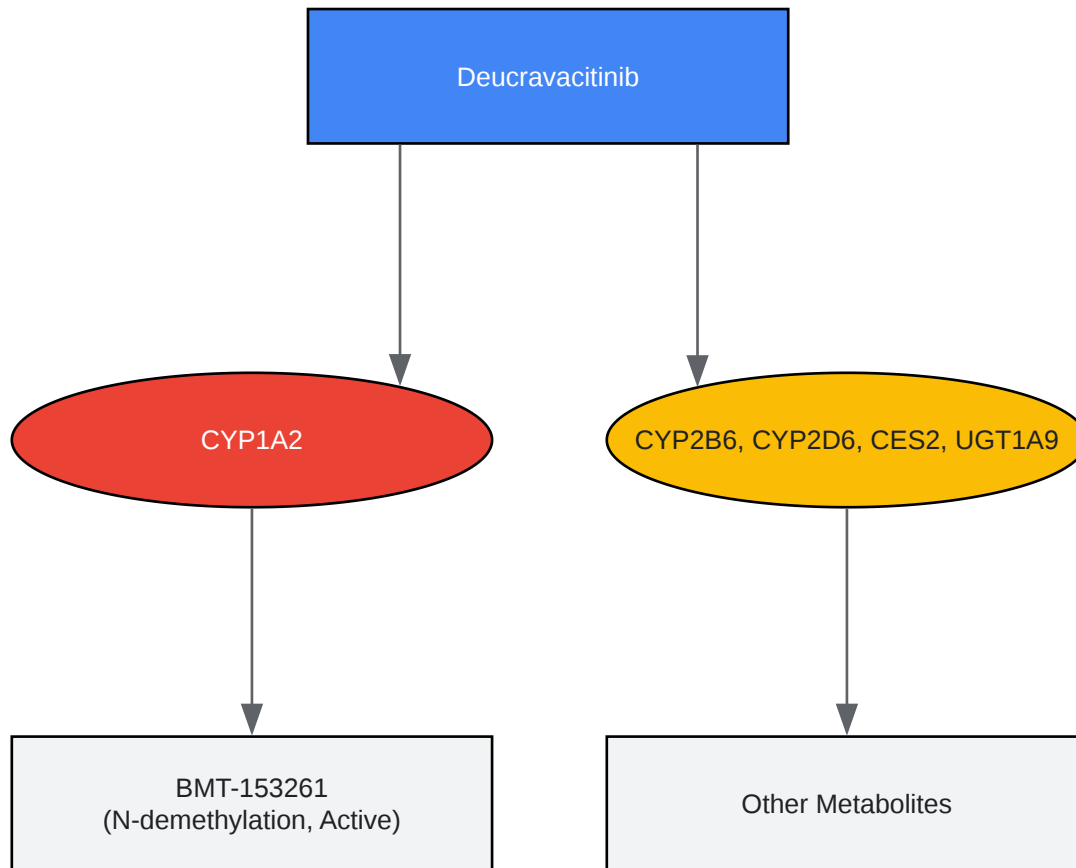 Deucravacitinib
CYP1A2
CYP2B6, CYP2D6, CES2, UGT1A9
BMT-153261
(N-demethylation, Active)
Other Metabolites